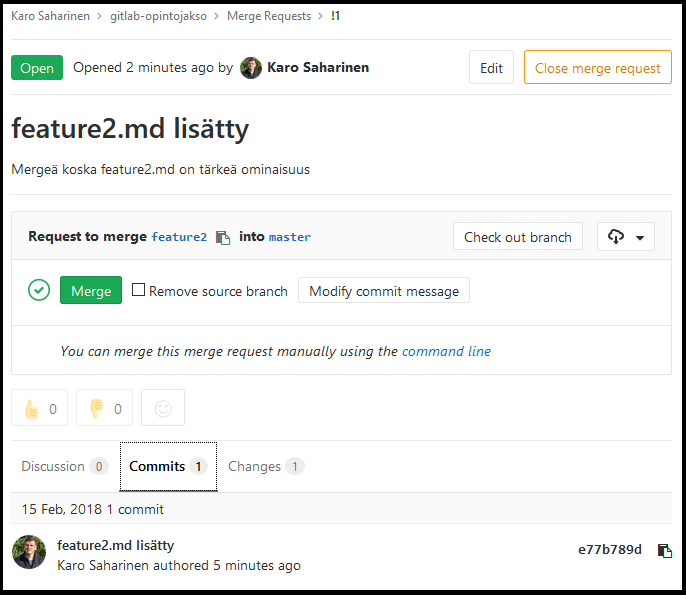 Karo Saharinen > gitlab-opintojakso > Merge Requests > !1
Open Opened 2 minutes ago by Karo Saharinen Edit Close merge request
feature2.md lisätty
Mergeä koska feature2.md on tärkeä ominaisuus
Request to merge feature2 into master Check out branch
Merge Remove source branch Modify commit message
You can merge this merge request manually using the command line
0 0
Discussion 0 Commits 1 Changes 1
15 Feb, 2018 1 commit
feature2.md lisätty e77b789d
Karo Saharinen authored 5 minutes ago